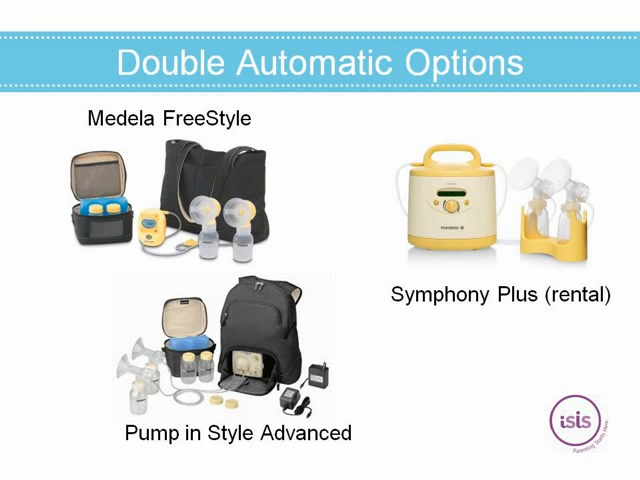 Double Automatic Options
Medela FreeStyle
medela
Symphony Plus (rental)
Pump in Style Advanced
isis
Parenting Starts Here